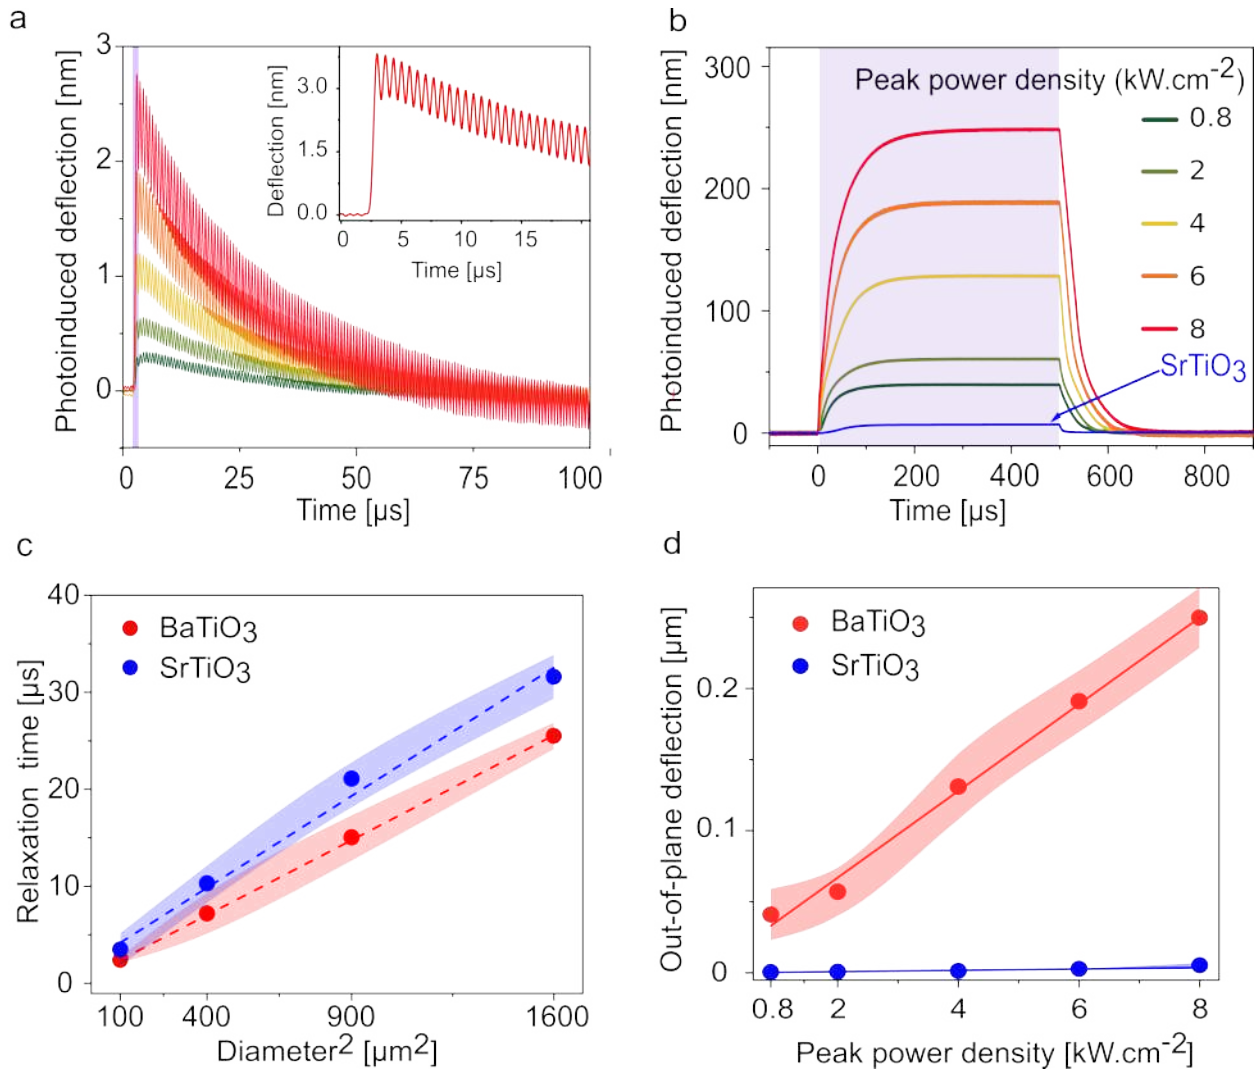 a
Photoinduced deflection [nm]
3
2
1
0
0
25
50
75
100
Time [µs]
Deflection [nm]
3.0
1.5
0.0
0
5
10
15
Time [µs]
b
Photoinduced deflection [nm]
300
200
100
0
0
200
400
600
800
Time [µs]
Peak power density (kW.cm-2)
0.8
2
4
6
8
SrTiO3
c
Relaxation time [µs]
40
30
20
10
0
100
400
900
1600
Diameter2 [µm2]
BaTiO3
SrTiO3
d
Out-of-plane deflection [µm]
0.2
0.1
0
0.8
2
4
6
8
Peak power density [kW.cm-2]
BaTiO3
SrTiO3